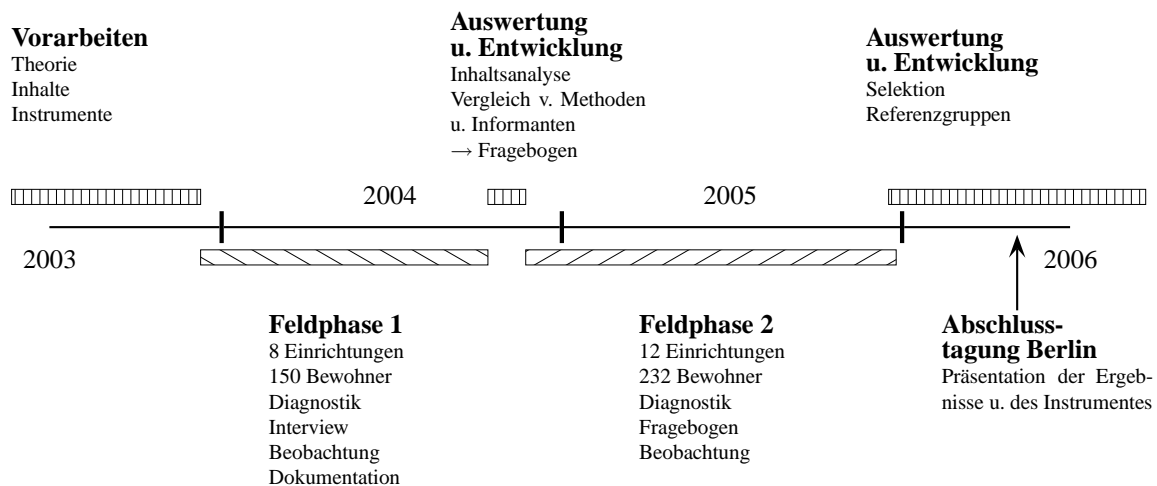 Vorarbeiten
Theorie
Inhalte
Instrumente
Auswertung
u. Entwicklung
Inhaltsanalyse
Vergleich v. Methoden
u. Informanten
→ Fragebogen
Auswertung
u. Entwicklung
Selektion
Referenzgruppen
2004
2005
2003
2006
Feldphase 1
8 Einrichtungen
150 Bewohner
Diagnostik
Interview
Beobachtung
Dokumentation
Feldphase 2
12 Einrichtungen
232 Bewohner
Diagnostik
Fragebogen
Beobachtung
Abschluss-
tagung Berlin
Präsentation der Ergeb-
nisse u. des Instrumentes